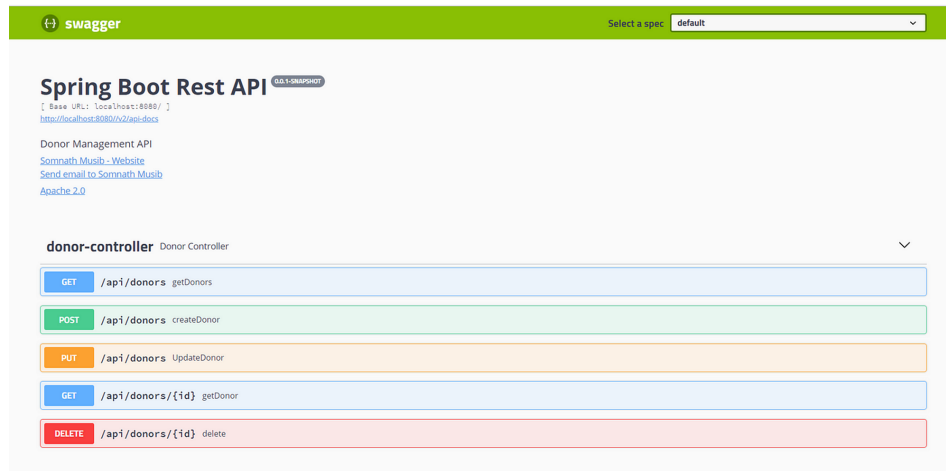 swagger Select a spec default
Spring Boot Rest API 0.0.1-SNAPSHOT
[ Base URL: localhost:8080/ ]
http://localhost:8080//v2/api-docs
Donor Management API
Somnath Musib - Website
Send email to Somnath Musib
Apache 2.0
donor-controller Donor Controller
GET /api/donors getDonors
POST /api/donors createDonor
PUT /api/donors UpdateDonor
GET /api/donors/{id} getDonor
DELETE /api/donors/{id} delete